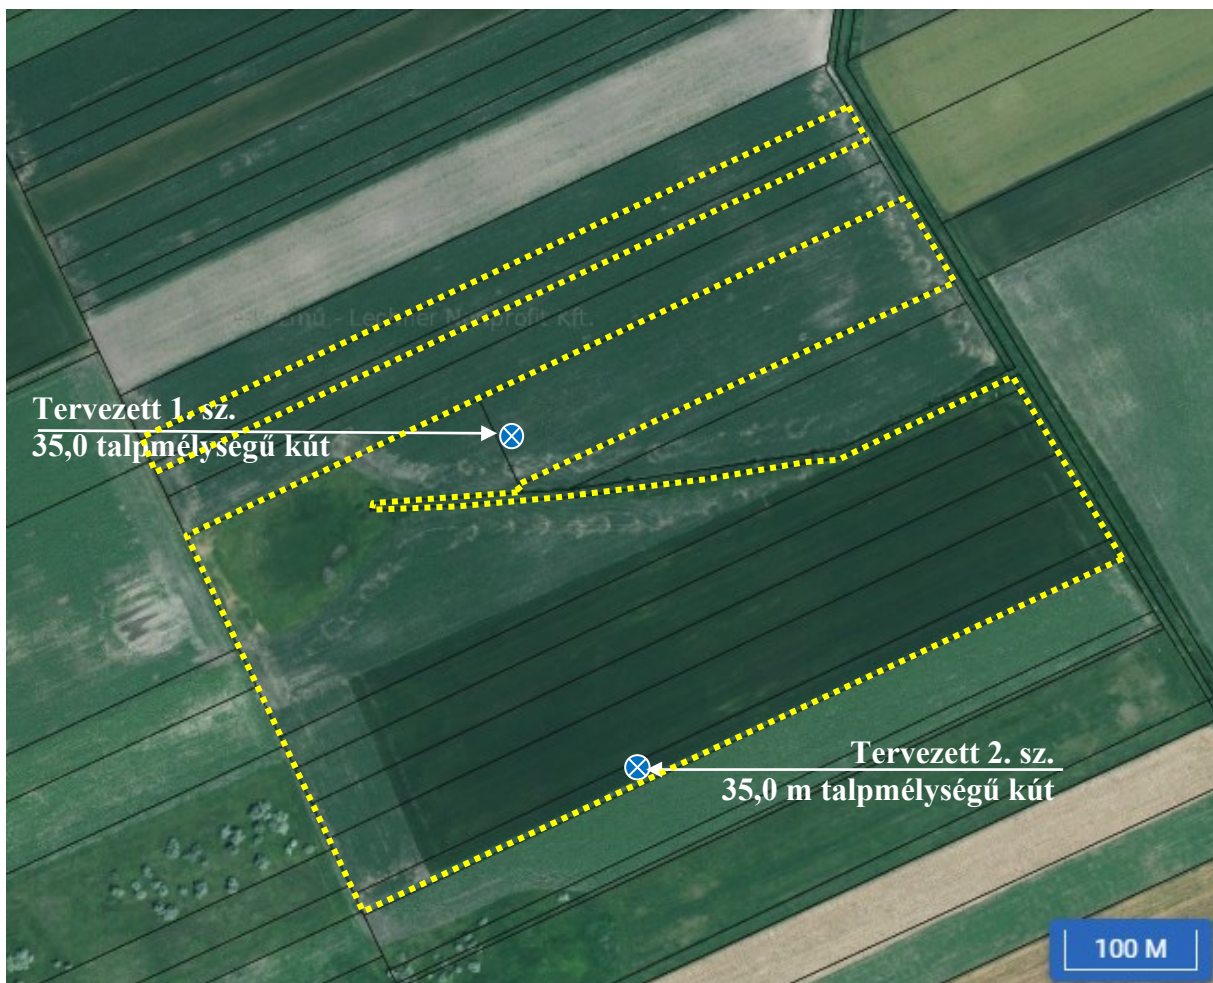 Tervezett 1. sz.
35,0 talpmélységű kút
Tervezett 2. sz.
35,0 m talpmélységű kút
100 M